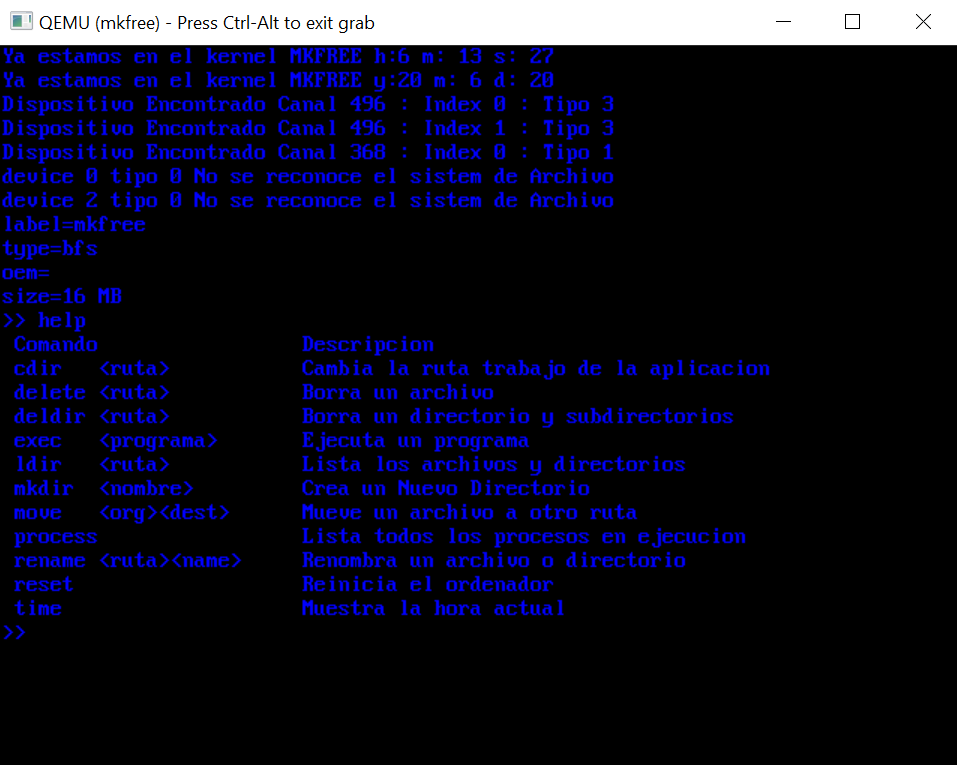 QEMU (mkfree) - Press Ctrl-Alt to exit grab
Ya estamos en el kernel MKFREE h:6 m: 13 s: 27
Ya estamos en el kernel MKFREE y:20 m: 6 d: 20
Dispositivo Encontrado Canal 496 : Index 0 : Tipo 3
Dispositivo Encontrado Canal 496 : Index 1 : Tipo 3
Dispositivo Encontrado Canal 368 : Index 0 : Tipo 1
device 0 tipo 0 No se reconoce el sistem de Archivo
device 2 tipo 0 No se reconoce el sistem de Archivo
label=mkfree
type=bfs
oem=
size=16 MB
>> help
Comando Descripcion
cdir <ruta> Cambia la ruta trabajo de la aplicacion
delete <ruta> Borra un archivo
deldir <ruta> Borra un directorio y subdirectorios
exec <programa> Ejecuta un programa
ldir <ruta> Lista los archivos y directorios
mkdir <nombre> Crea un Nuevo Directorio
move <org><dest> Mueve un archivo a otro ruta
process Lista todos los procesos en ejecucion
rename <ruta><name> Renombra un archivo o directorio
reset Reinicia el ordenador
time Muestra la hora actual
>>